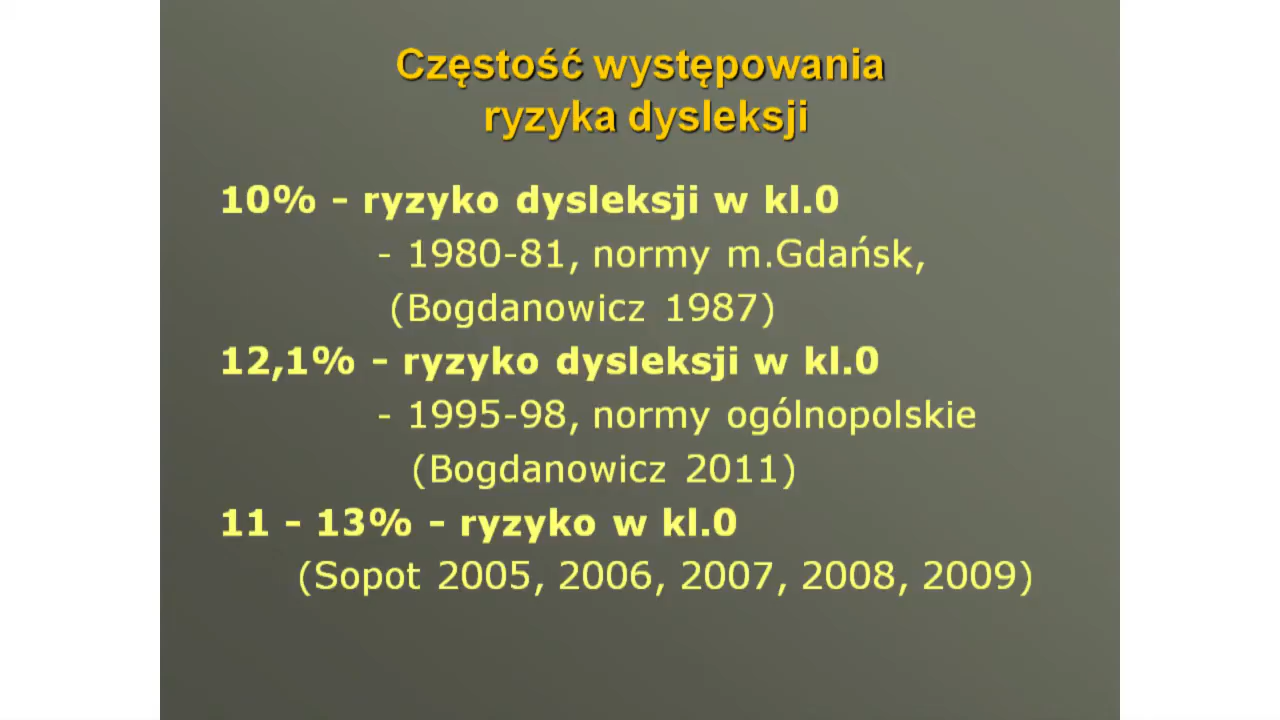 Częstość występowania
ryzyka dysleksji
10% - ryzyko dysleksji w kl.0
- 1980-81, normy m.Gdańsk,
(Bogdanowicz 1987)
12,1% - ryzyko dysleksji w kl.0
- 1995-98, normy ogólnopolskie
(Bogdanowicz 2011)
11 - 13% - ryzyko w kl.0
(Sopot 2005, 2006, 2007, 2008, 2009)